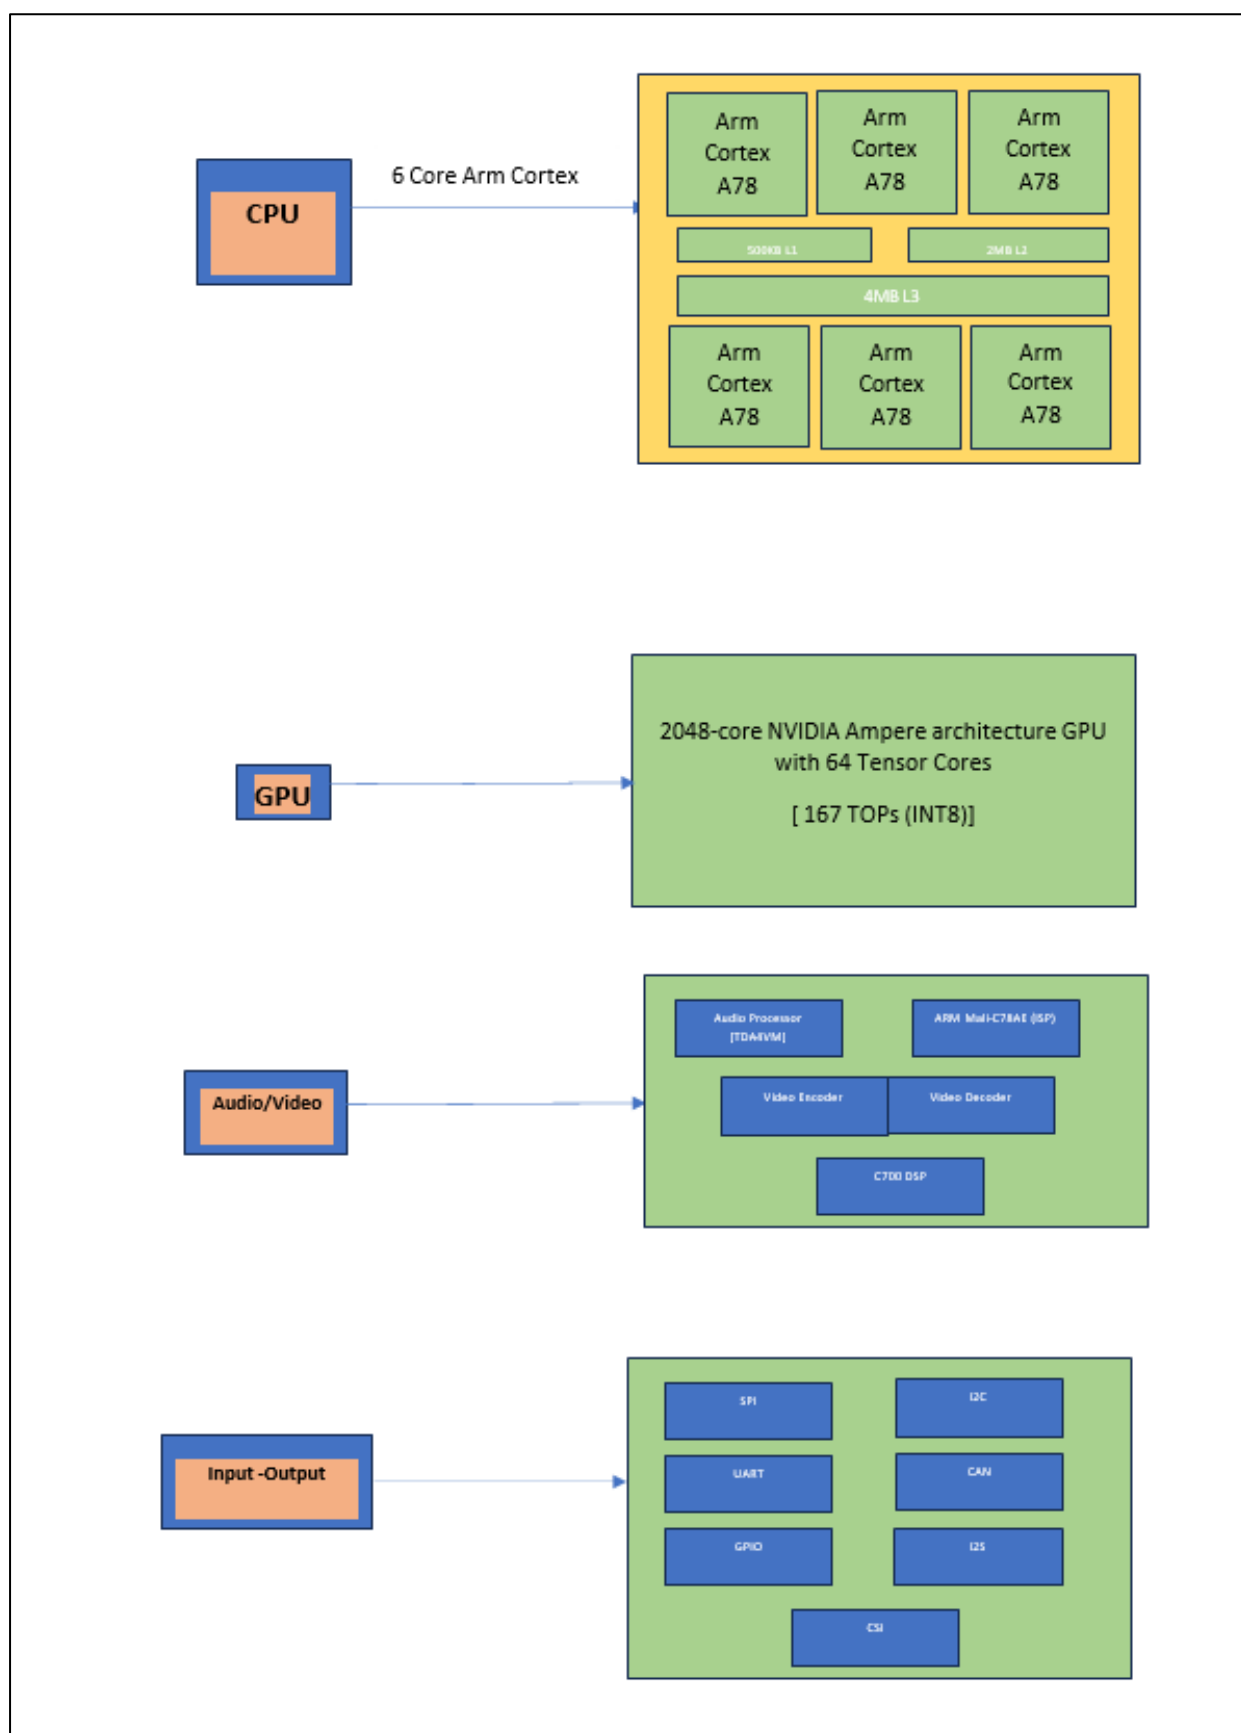 CPU
6 Core Arm Cortex
Arm
Cortex
A78
Arm
Cortex
A78
Arm
Cortex
A78
500KB L1
2MB L2
4MB L3
Arm
Cortex
A78
Arm
Cortex
A78
Arm
Cortex
A78
GPU
2048-core NVIDIA Ampere architecture GPU
with 64 Tensor Cores
[ 167 TOPs (INT8)]
Audio/Video
Audio Processor
[TDA4VM]
ARM Mali-C78AE (ISP)
Video Encoder
Video Decoder
C700 DSP
Input -Output
SPI
I2C
UART
CAN
GPIO
I2S
CSI